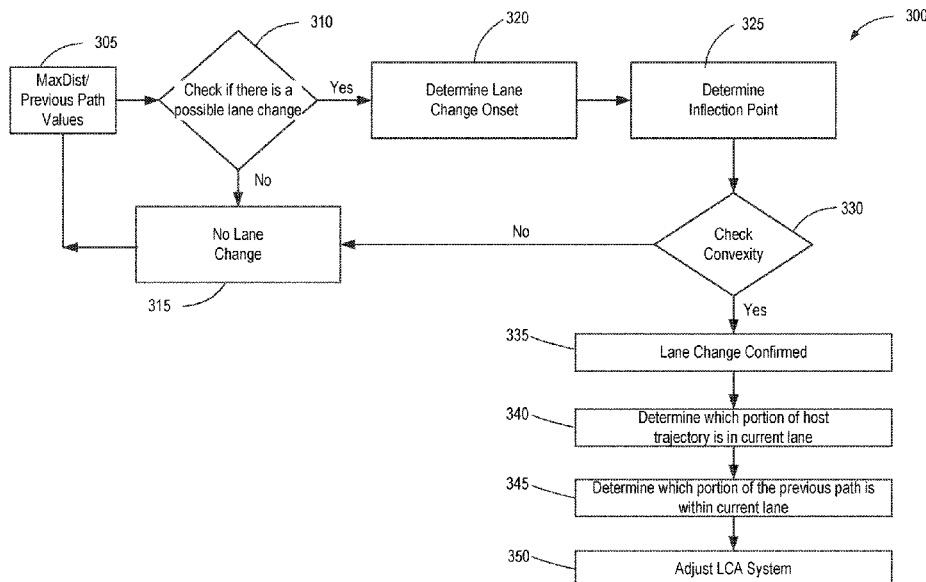 300
305
MaxDist/
Previous Path
Values
310
Check if there is a
possible lane change
Yes
No
320
Determine Lane
Change Onset
325
Determine
Inflection Point
No Lane
Change
315
330
Check
Convexity
No
Yes
335
Lane Change Confirmed
340
Determine which portion of host
trajectory is in current lane
345
Determine which portion of the previous path is
within current lane
350
Adjust LCA System